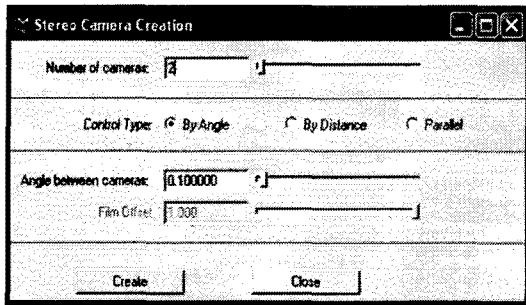 Stereo Camera Creation
Number of cameras: 2
Control Type: By Angle By Distance Parallel
Angle between cameras: 0.100000
Film Offset: 1.000
Create Close